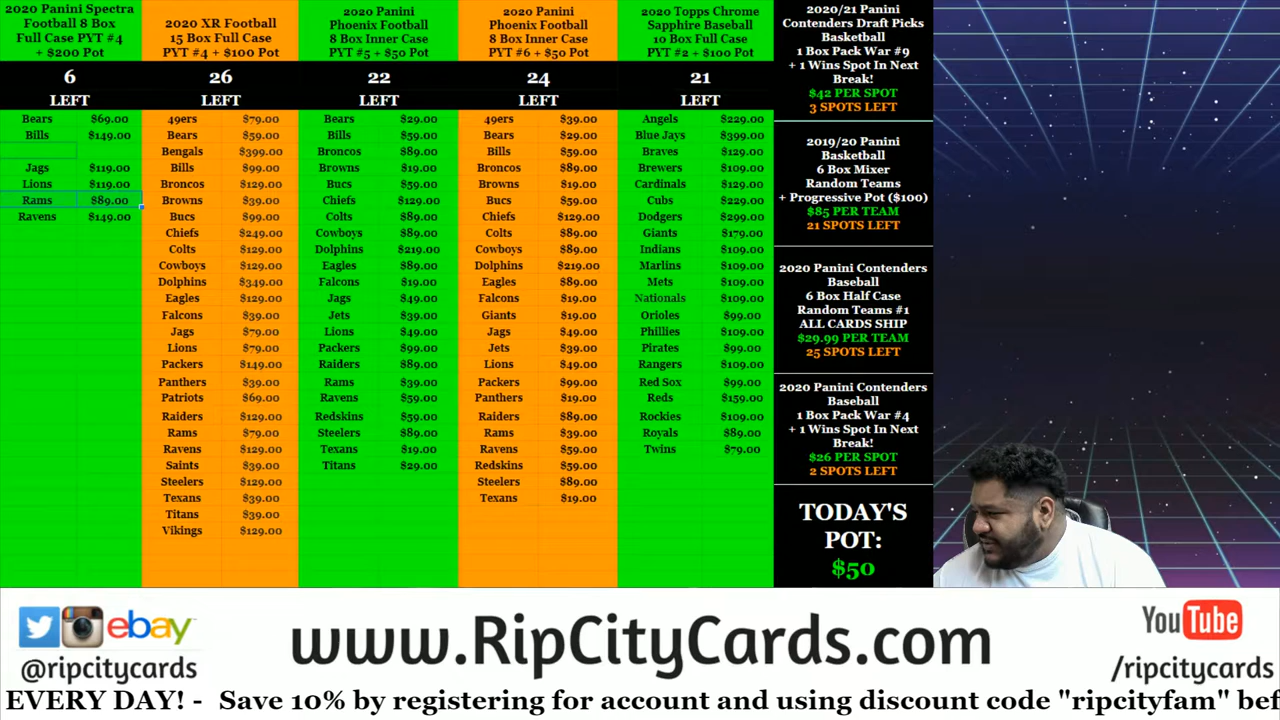 2020 Panini Spectra
Football 8 Box
Full Case PYT #4
+ $200 Pot
6
LEFT
Bears $69.00
Bills $149.00
Jags $119.00
Lions $119.00
Rams $89.00
Ravens $149.00
2020 XR Football
15 Box Full Case
PYT #4 + $100 Pot
26
LEFT
49ers $79.00
Bears $59.00
Bengals $399.00
Bills $99.00
Broncos $129.00
Browns $39.00
Bucs $99.00
Chiefs $249.00
Colts $129.00
Cowboys $129.00
Dolphins $349.00
Eagles $129.00
Falcons $39.00
Jags $79.00
Lions $79.00
Packers $149.00
Panthers $39.00
Patriots $69.00
Raiders $129.00
Rams $79.00
Ravens $129.00
Saints $39.00
Steelers $129.00
Texans $39.00
Titans $39.00
Vikings $129.00
2020 Panini
Phoenix Football
8 Box Inner Case
PYT #5 + $50 Pot
22
LEFT
Bears $29.00
Bills $59.00
Broncos $89.00
Browns $19.00
Bucs $59.00
Chiefs $129.00
Colts $89.00
Cowboys $89.00
Dolphins $219.00
Eagles $89.00
Falcons $19.00
Jags $49.00
Jets $39.00
Lions $49.00
Packers $99.00
Raiders $89.00
Rams $39.00
Ravens $59.00
Redskins $59.00
Steelers $89.00
Texans $19.00
Titans $29.00
2020 Panini
Phoenix Football
8 Box Inner Case
PYT #6 + $50 Pot
24
LEFT
49ers $39.00
Bears $29.00
Bills $59.00
Broncos $89.00
Browns $19.00
Bucs $59.00
Chiefs $129.00
Colts $89.00
Cowboys $89.00
Dolphins $219.00
Eagles $89.00
Falcons $19.00
Giants $19.00
Jags $49.00
Jets $39.00
Lions $49.00
Packers $99.00
Panthers $19.00
Raiders $89.00
Rams $39.00
Ravens $59.00
Redskins $59.00
Steelers $89.00
Texans $19.00
2020 Topps Chrome
Sapphire Baseball
10 Box Full Case
PYT #2 + $100 Pot
21
LEFT
Angels $229.00
Blue Jays $399.00
Braves $129.00
Brewers $109.00
Cardinals $129.00
Cubs $229.00
Dodgers $299.00
Giants $179.00
Indians $109.00
Marlins $109.00
Mets $109.00
Nationals $109.00
Orioles $99.00
Phillies $109.00
Pirates $99.00
Rangers $109.00
Red Sox $99.00
Reds $159.00
Rockies $109.00
Royals $89.00
Twins $79.00
2020/21 Panini
Contenders Draft Picks
Basketball
1 Box Pack War #9
+ 1 Wins Spot In Next
Break!
$42 PER SPOT
3 SPOTS LEFT
2019/20 Panini
Basketball
6 Box Mixer
Random Teams
+ Progressive Pot ($100)
$85 PER TEAM
21 SPOTS LEFT
2020 Panini Contenders
Baseball
6 Box Half Case
Random Teams #1
ALL CARDS SHIP
$29.99 PER TEAM
25 SPOTS LEFT
2020 Panini Contenders
Baseball
1 Box Pack War #4
+ 1 Wins Spot In Next
Break!
$26 PER SPOT
2 SPOTS LEFT
TODAY'S
POT:
$50
ebay
@ripcitycards
www.RipCityCards.com
YouTube
/ripcitycards
EVERY DAY! - Save 10% by registering for account and using discount code "ripcityfam" bef